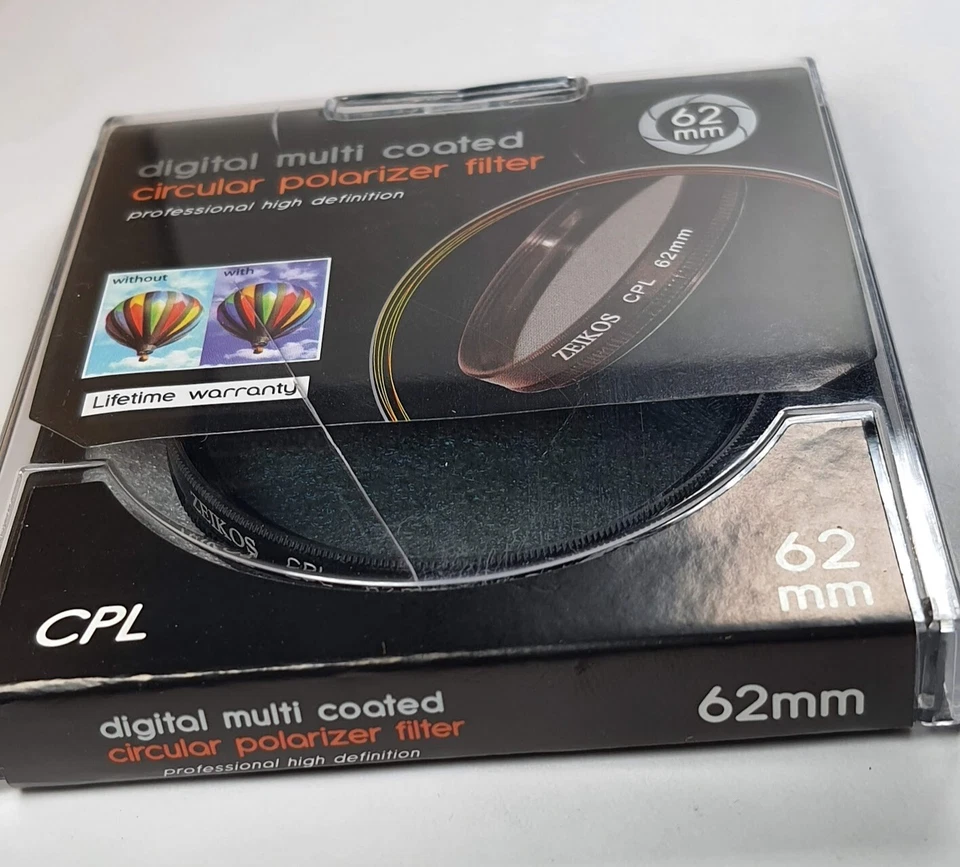 digital multi coated
circular polarizer filter
professional high definition
62
mm
without
with
ZEIKOS CPL 62mm
Lifetime warranty
ZEIKOS CPL
62
mm
CPL
digital multi coated
circular polarizer filter
professional high definition
62mm